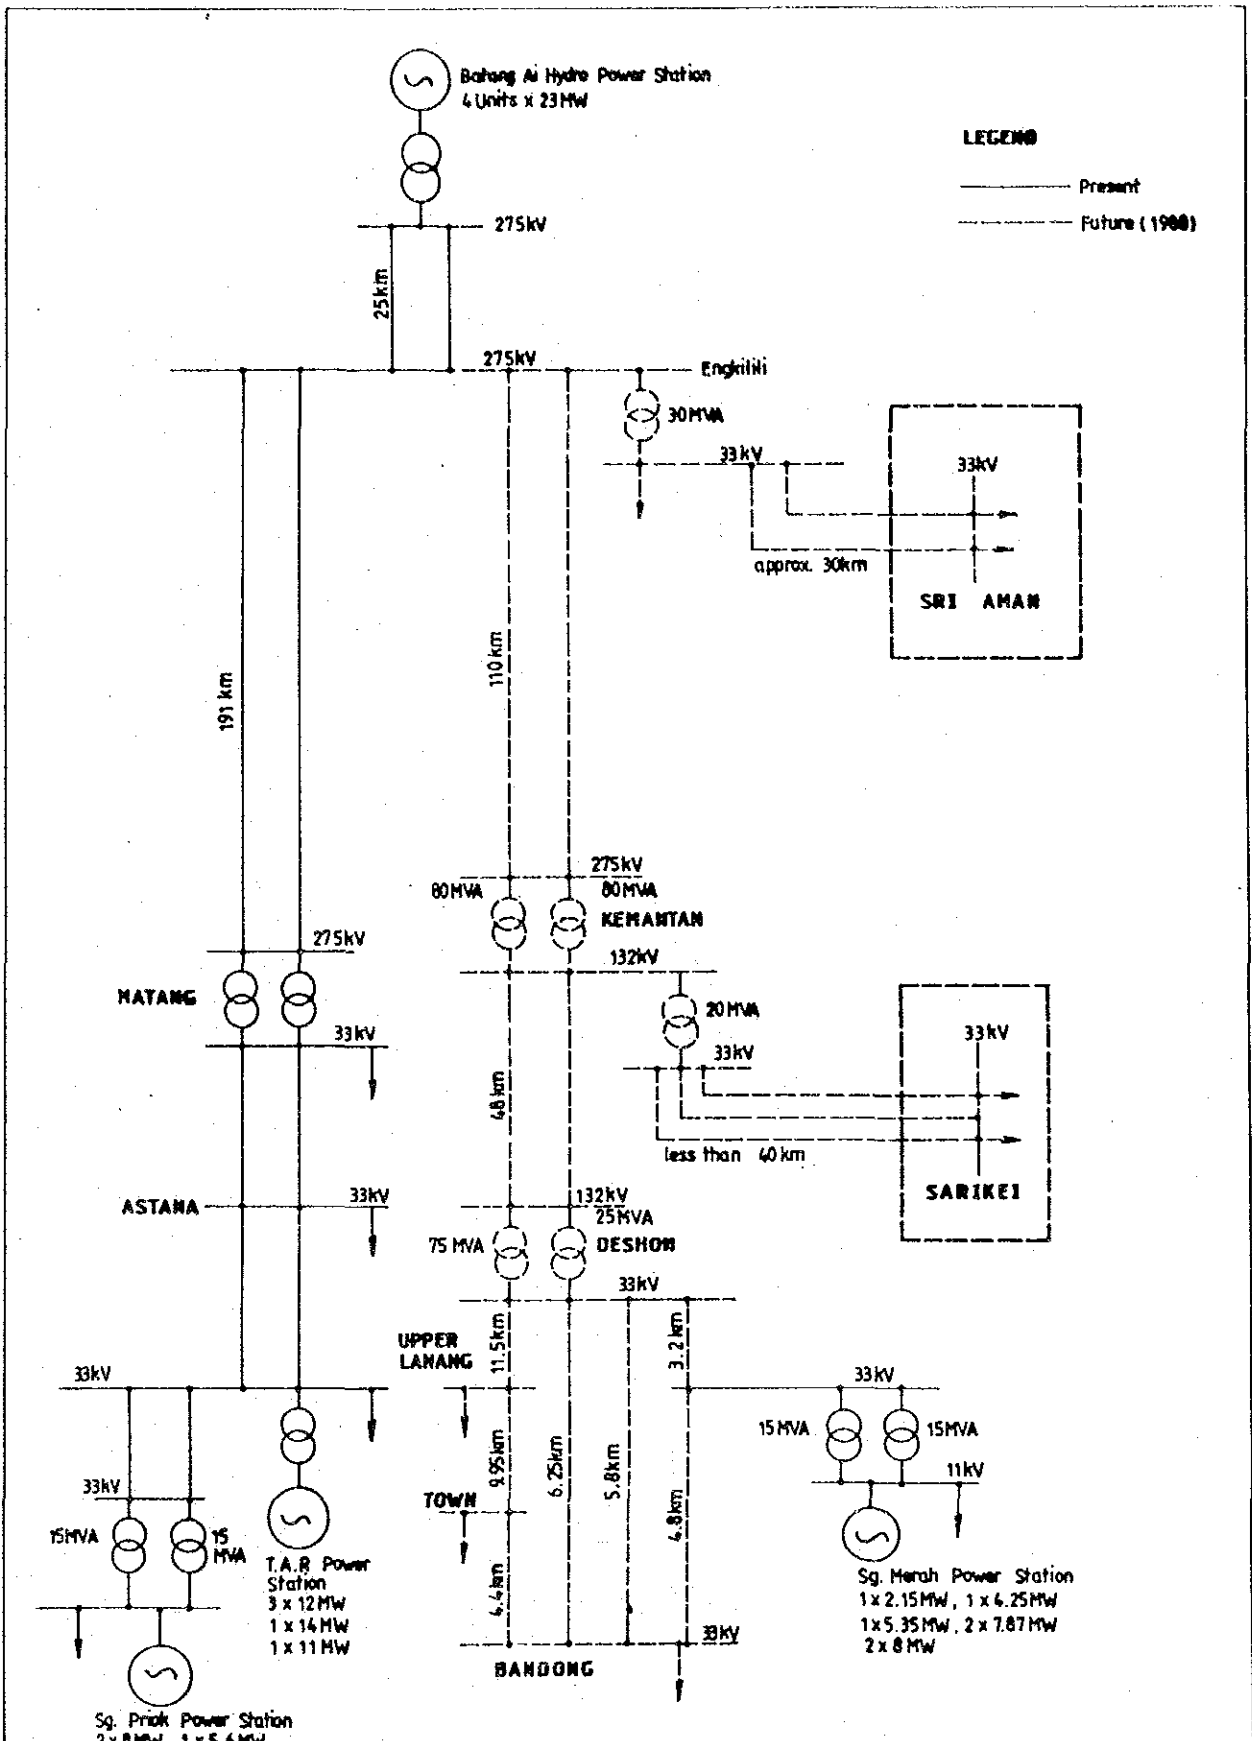 Batang Ai Hydro Power Station
4 Units x 23 MW
LEGEND
Present
Future (1988)
275kV
25km
275kV
Engkilili
30MVA
33kV
33kV
approx. 30km
SRI AMAN
191 km
110 km
275kV
80MVA
80MVA
KEMANTAN
275kV
132kV
MATANG
20MVA
33kV
33kV
33kV
48km
less than 40km
SARIKEI
ASTANA
33kV
132kV
25MVA
75 MVA
DESHON
33kV
UPPER
LANANG
11.5km
3.2km
33kV
33kV
15MVA
15MVA
9.95km
6.25km
5.8km
4.8km
11kV
33kV
TOWN
15MVA
15
MVA
T.A.R Power
Station
3 x 12MW
1 x 14MW
1 x 11MW
Sg. Merah Power Station
1 x 2.15MW, 1 x 4.25MW
1x5.35MW, 2 x 7.87MW
2 x 8 MW
4.4km
33kV
BANDONG
Sg. Priok Power Station